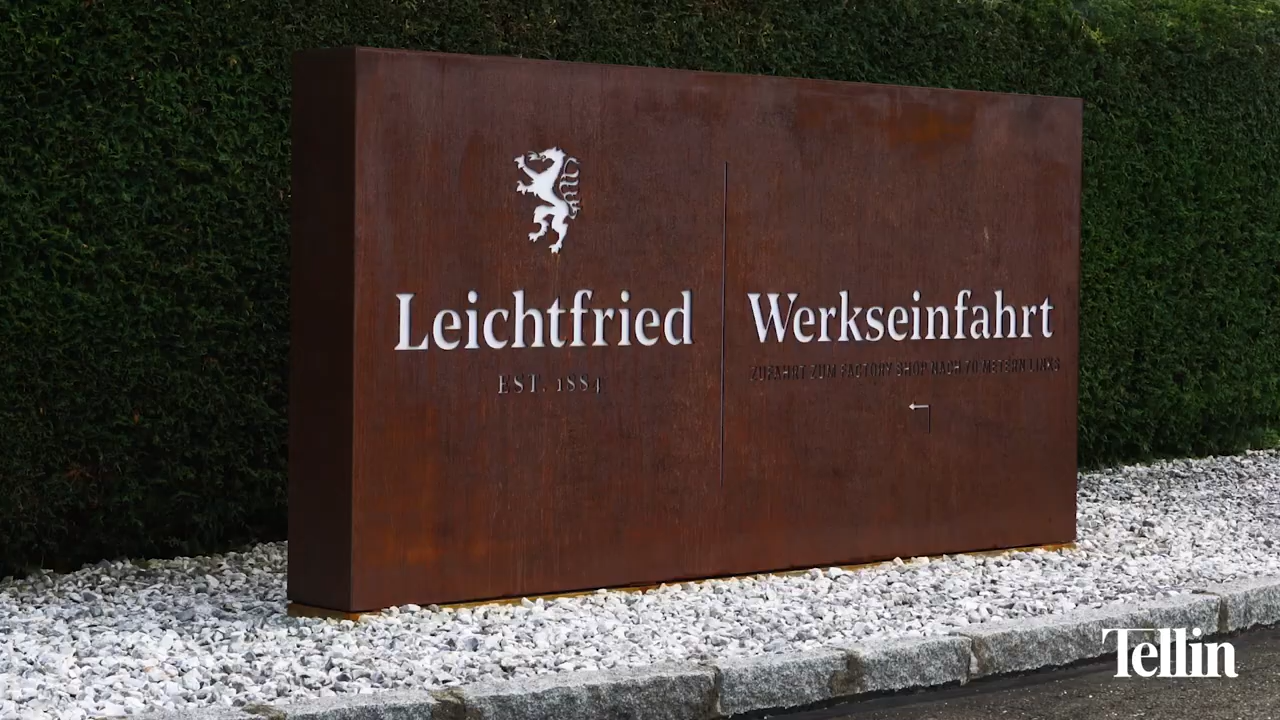 Leichtfried
EST. 1884
Werkseinfahrt
ZUFAHRT ZUM FACTORY SHOP NACH 70 METERN LINKS
Tellin